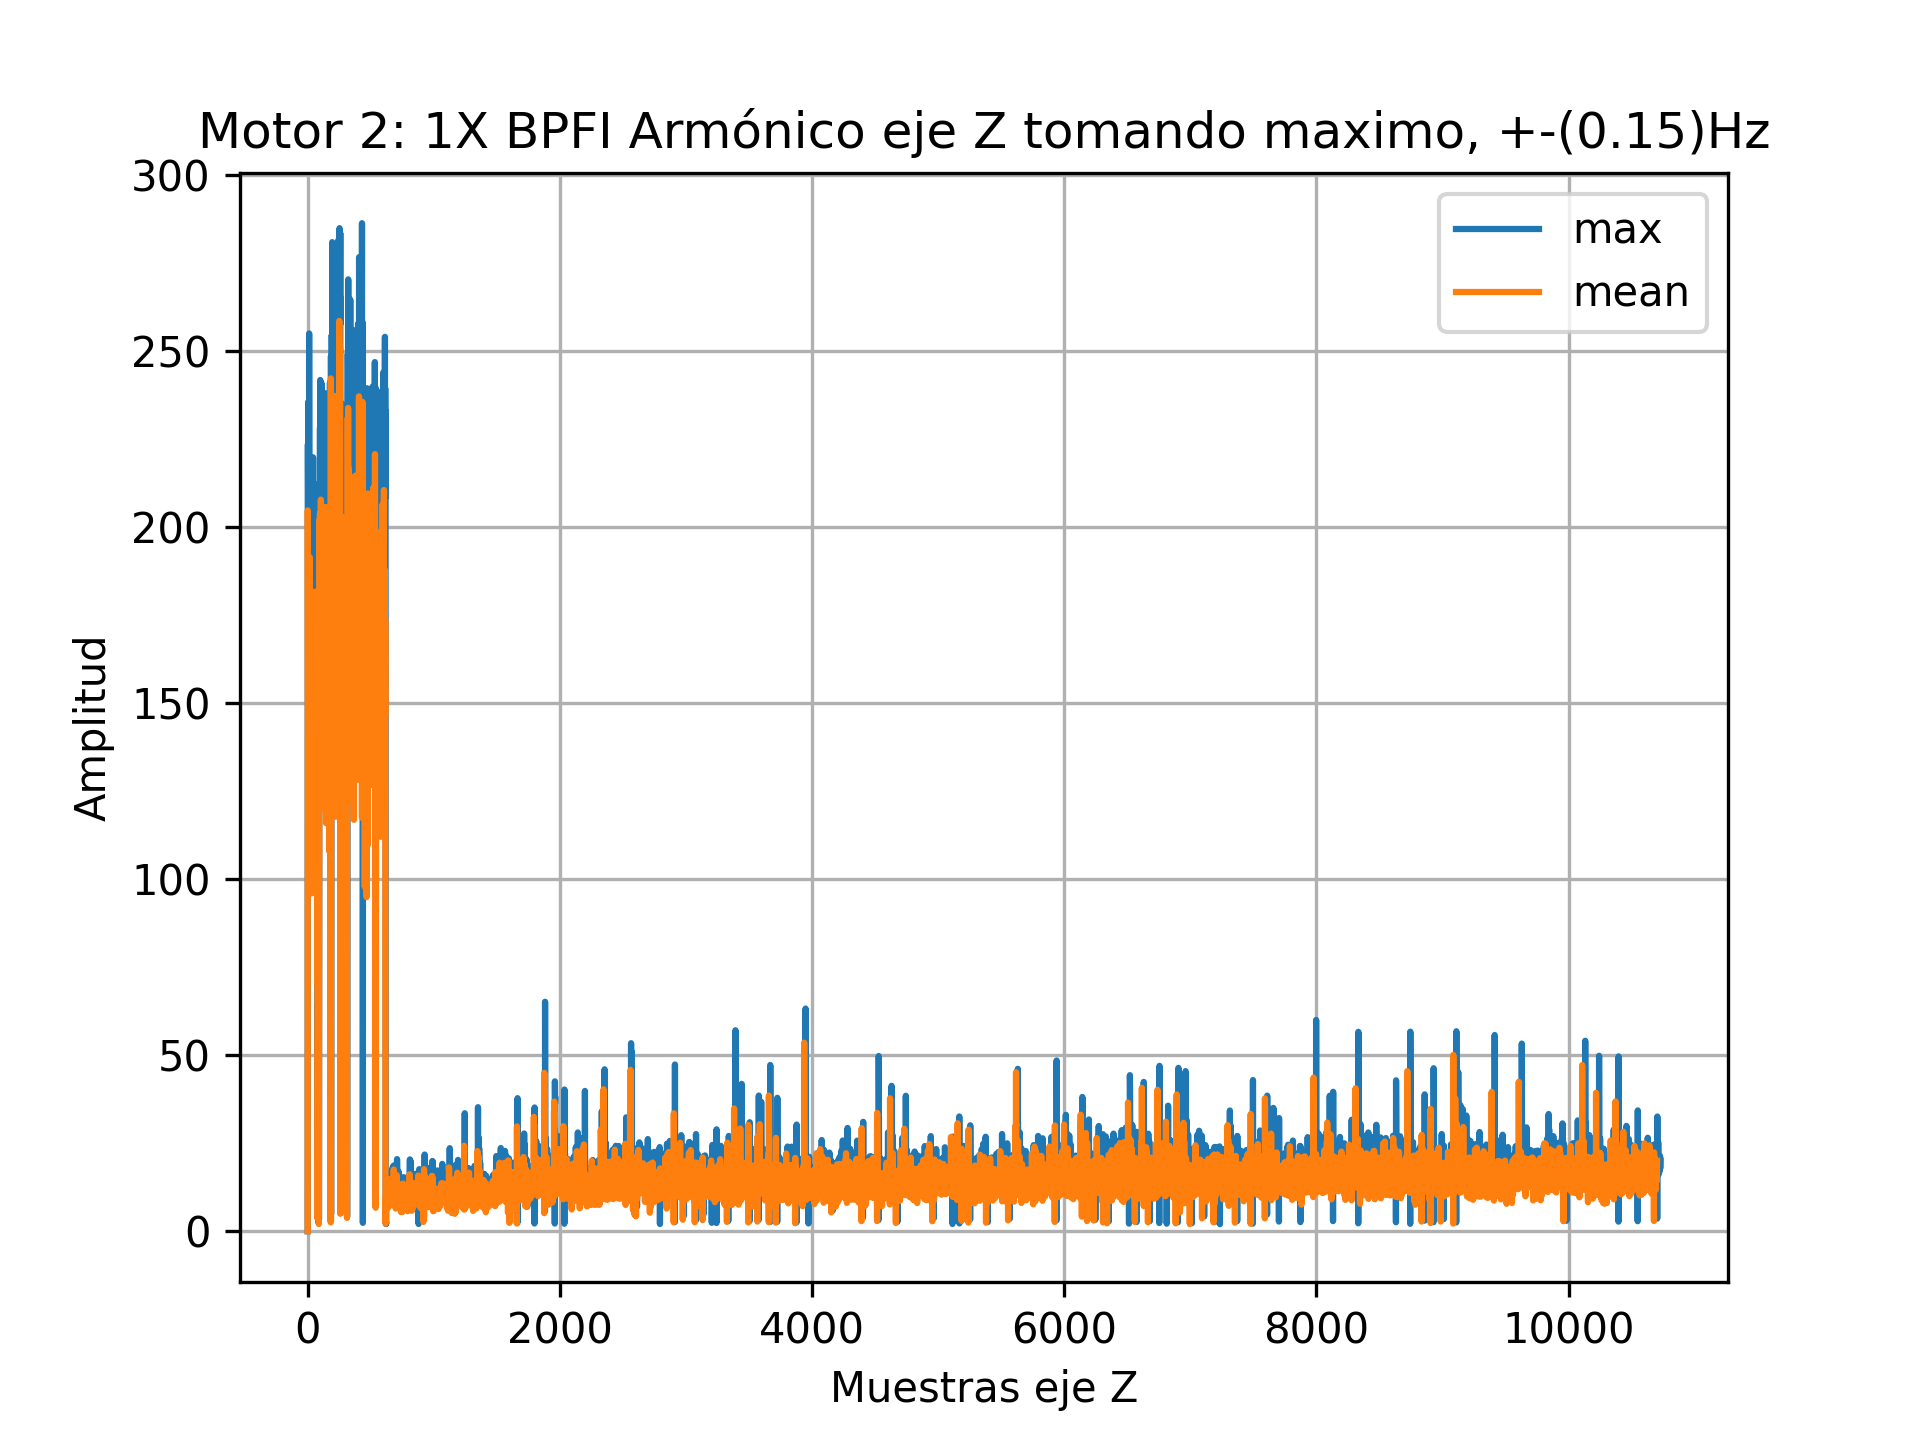 Motor 2: 1X BPFI Armónico eje Z tomando maximo, +-(0.15)Hz
max
mean
300
250
200
150
100
50
0
Amplitud
0 2000 4000 6000 8000 10000
Muestras eje Z